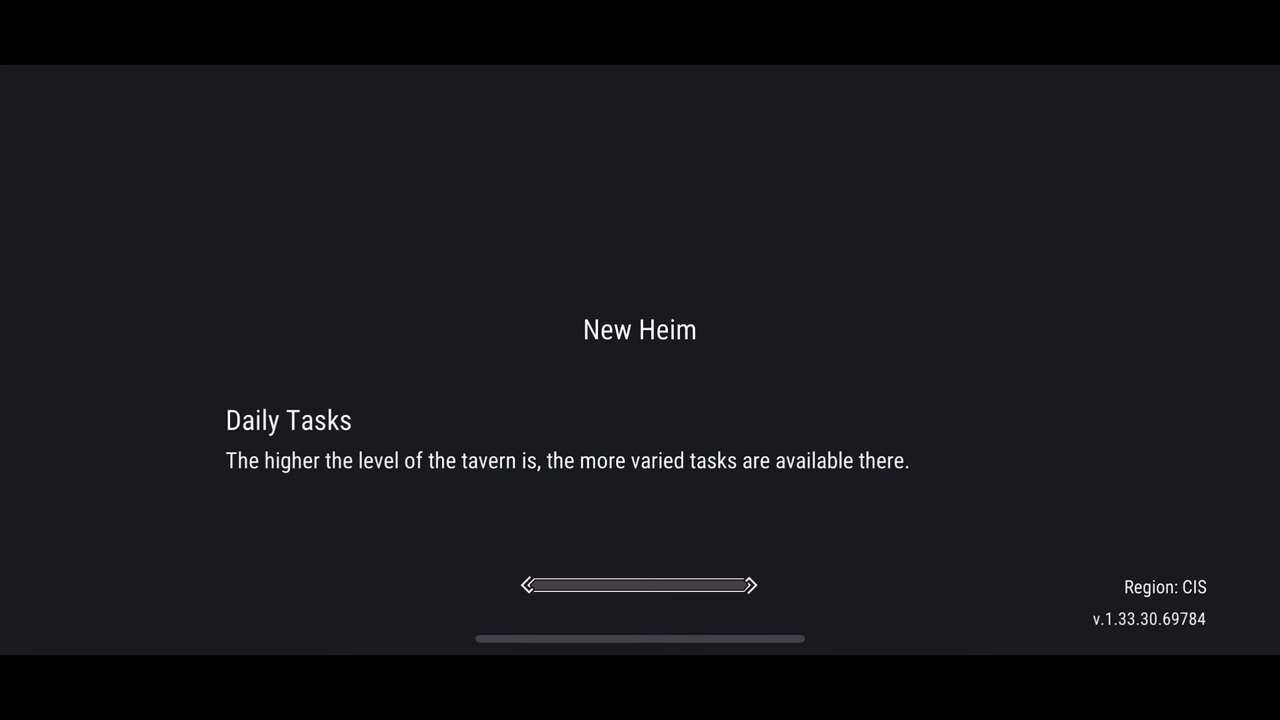 New Heim
Daily Tasks
The higher the level of the tavern is, the more varied tasks are available there.
Region: CIS
v.1.33.30.69784